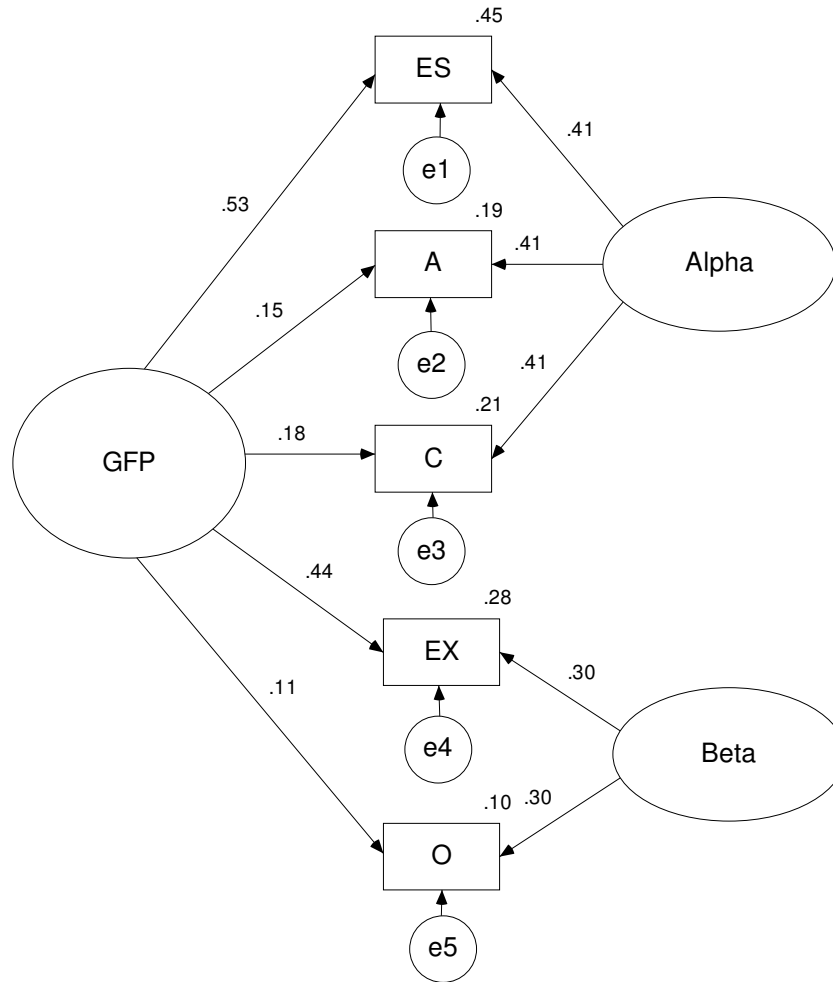 .45
ES
.41
e1
.53
.19
A
.41
Alpha
.15
e2
.41
.21
.18
C
GFP
e3
.44
.28
EX
.30
.11
e4
Beta
.10
.30
O
e5